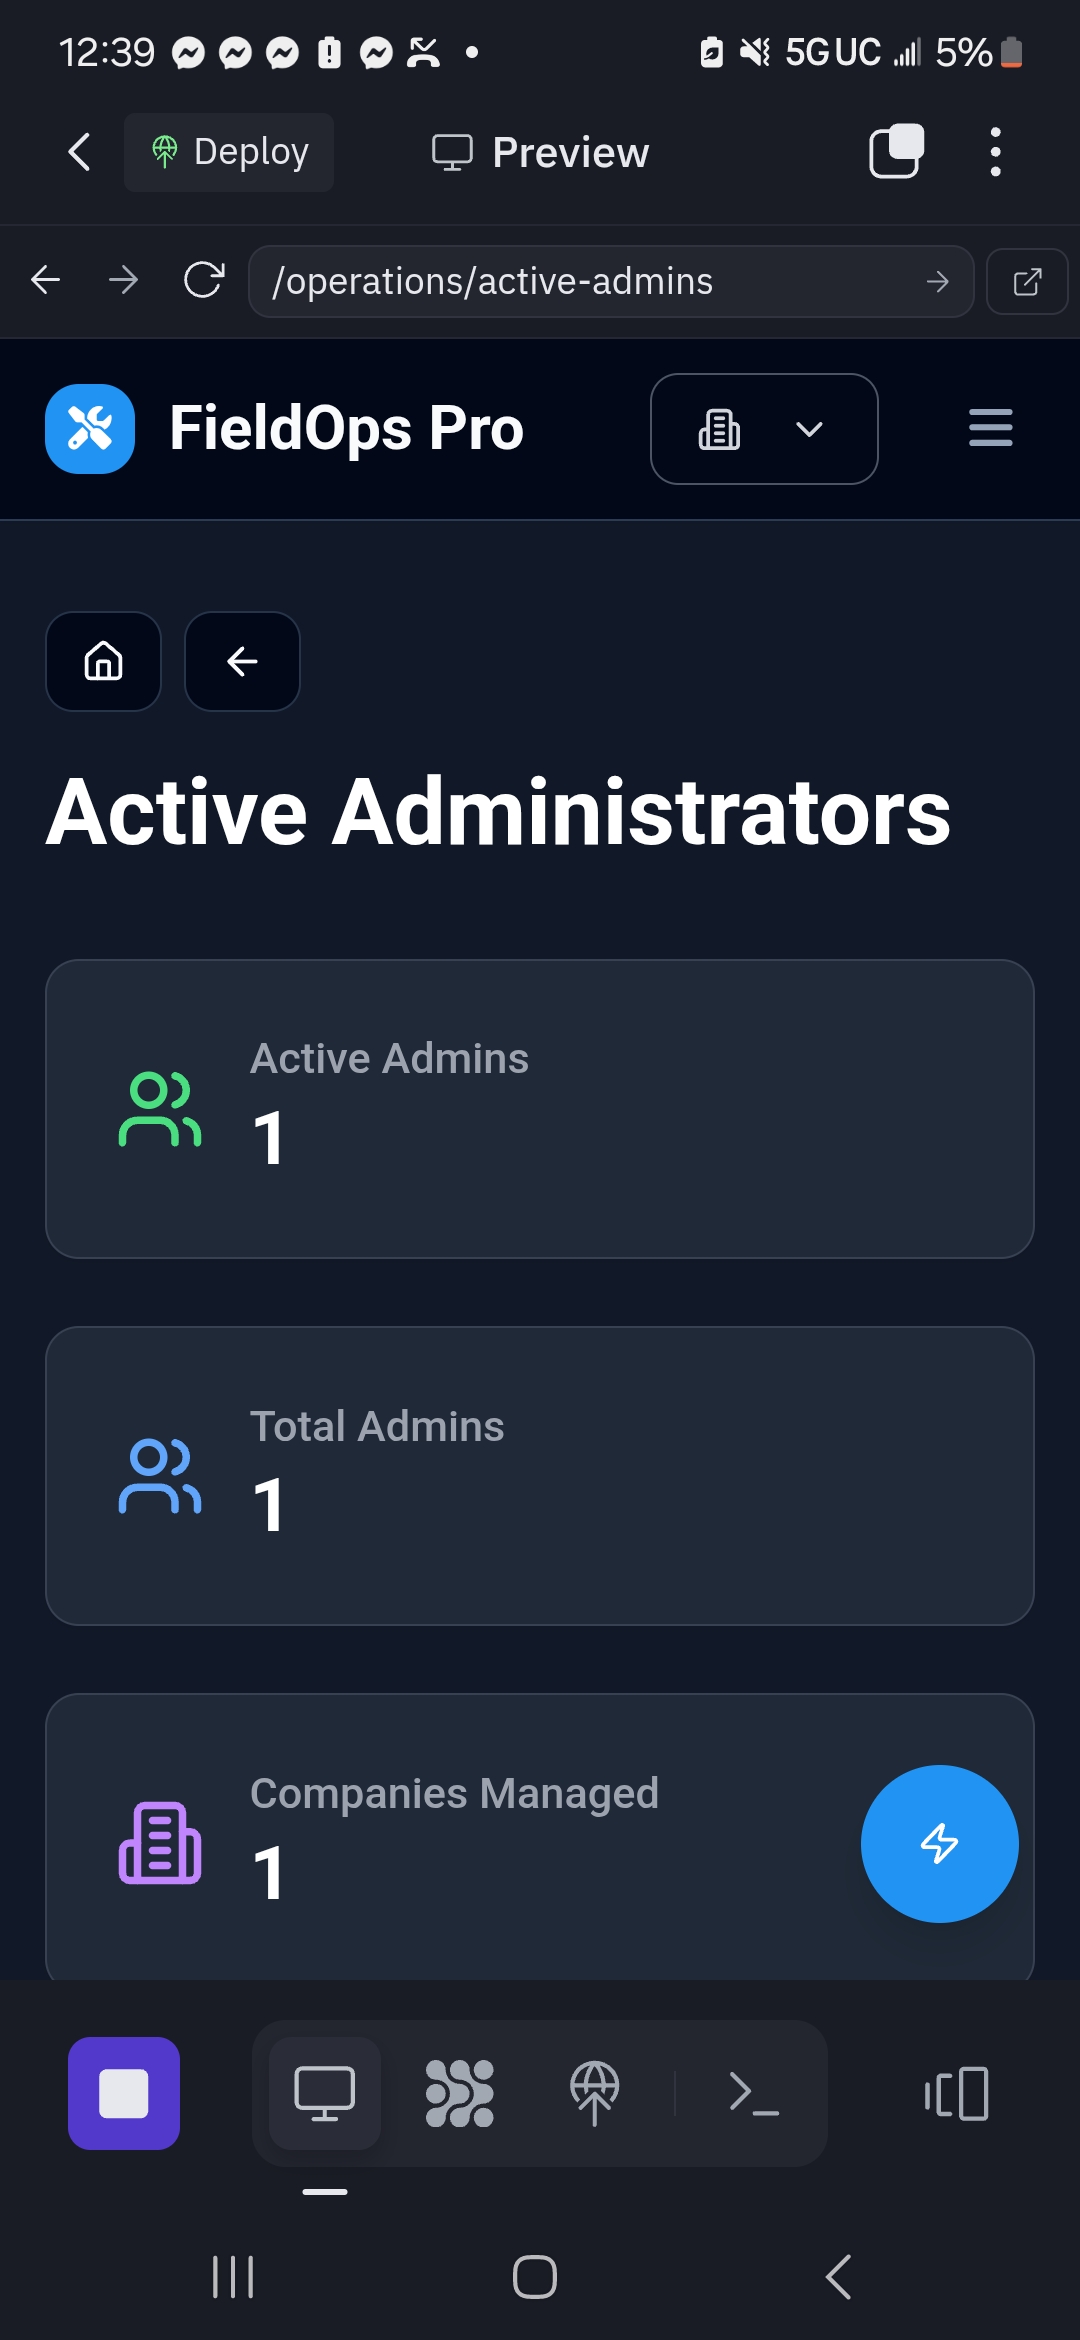 12:39 5G UC 5%
Deploy Preview
/operations/active-admins
FieldOps Pro
Active Administrators
Active Admins
1
Total Admins
1
Companies Managed
1